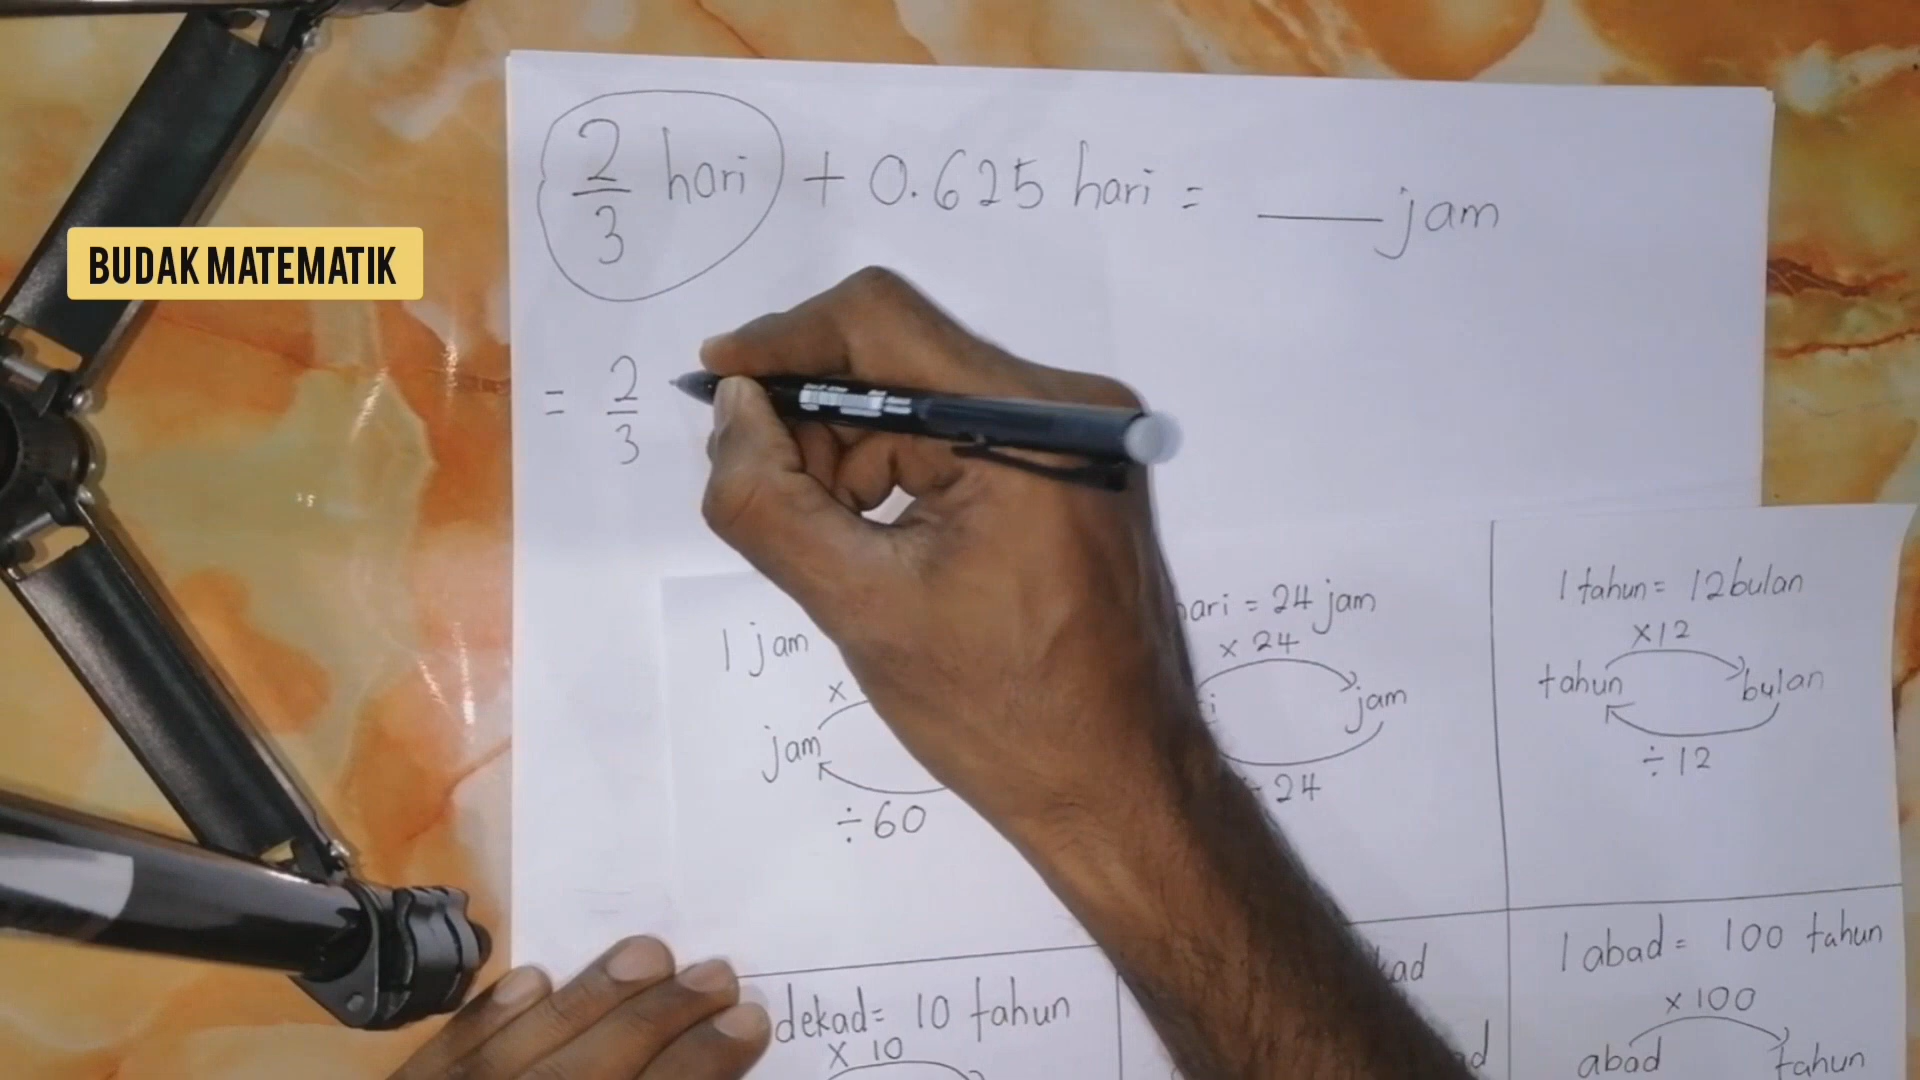 2/3 hari + 0.625 hari = ___ jam
BUDAK MATEMATIK
= 2/3
1 jam
x
jam
÷60
= 24 jam
x 24
jam
24
1 tahun = 12 bulan
x12
tahun bulan
÷12
dekad = 10 tahun
x 10
1 abad = 100 tahun
x 100
abad tahun